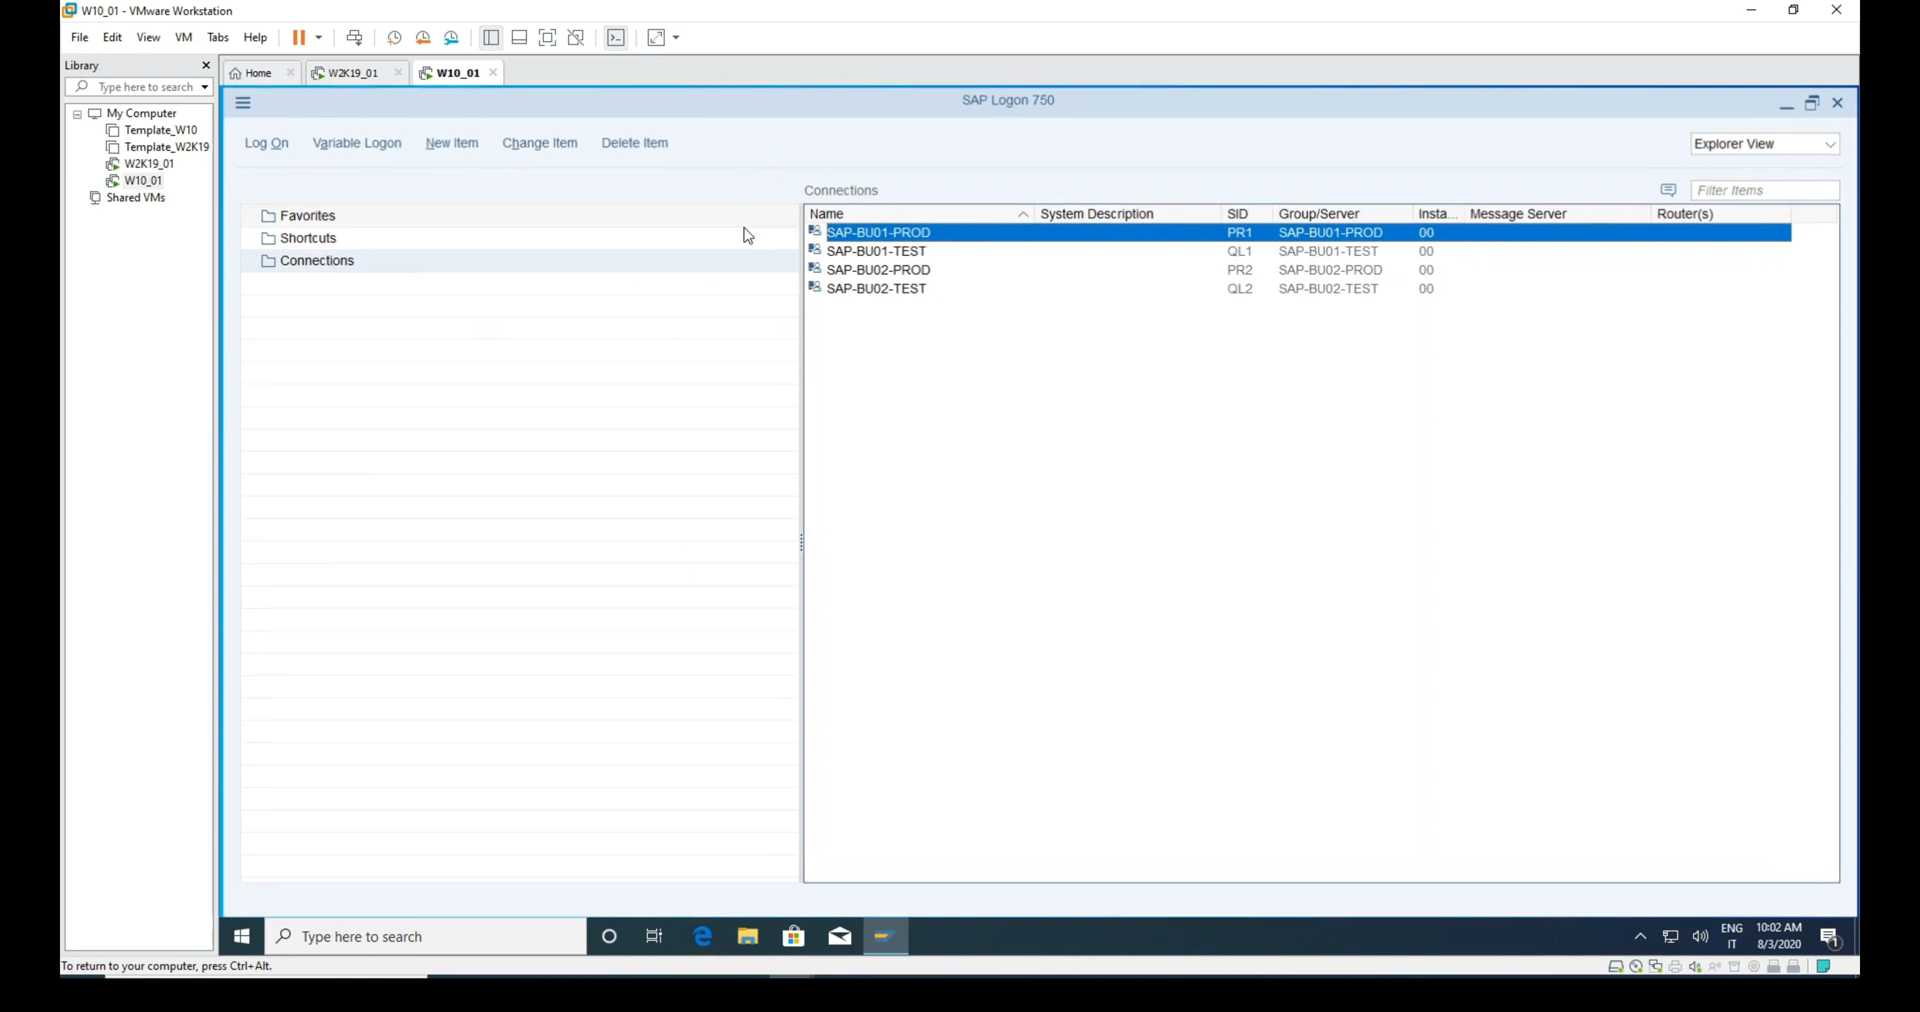 W10_01 - VMware Workstation
File Edit View VM Tabs Help
Library
Type here to search
My Computer
Template_W10
Template_W2K19
W2K19_01
W10_01
Shared VMs
Home W2K19_01 W10_01
SAP Logon 750
Log On Variable Logon New Item Change Item Delete Item Explorer View
Favorites
Shortcuts
Connections
Connections Filter Items
Name System Description SID Group/Server Insta... Message Server Router(s)
SAP-BU01-PROD PR1 SAP-BU01-PROD 00
SAP-BU01-TEST QL1 SAP-BU01-TEST 00
SAP-BU02-PROD PR2 SAP-BU02-PROD 00
SAP-BU02-TEST QL2 SAP-BU02-TEST 00
Type here to search
ENG 10:02 AM
IT 8/3/2020 1
To return to your computer, press Ctrl+Alt.